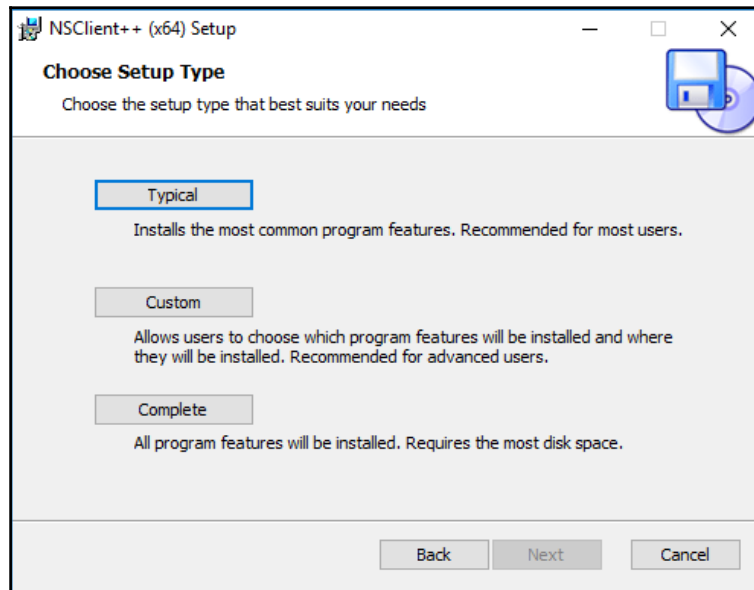 NSClient++ (x64) Setup
Choose Setup Type
Choose the setup type that best suits your needs
Typical
Installs the most common program features. Recommended for most users.
Custom
Allows users to choose which program features will be installed and where
they will be installed. Recommended for advanced users.
Complete
All program features will be installed. Requires the most disk space.
Back
Next
Cancel